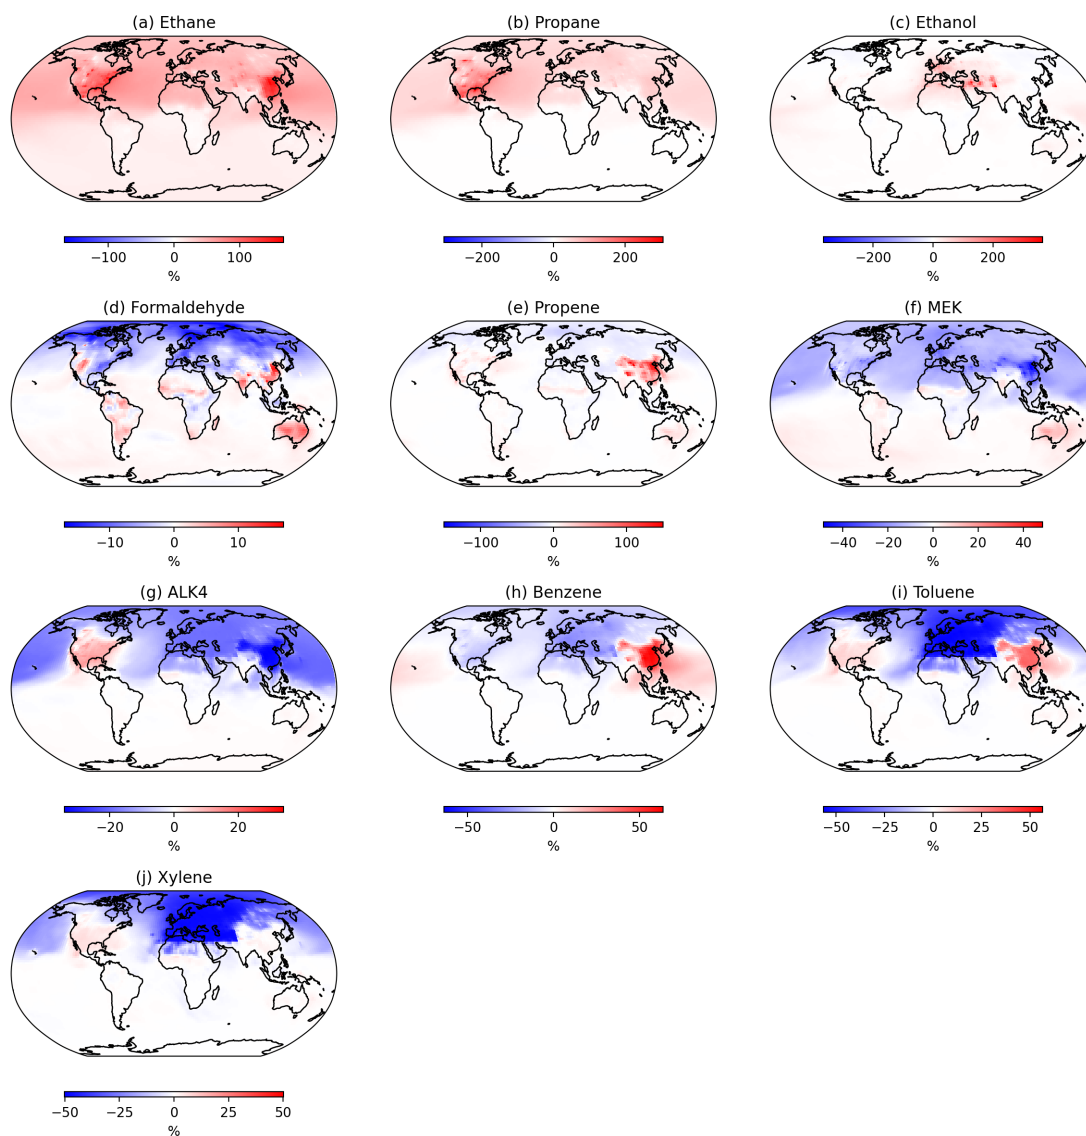 (a) Ethane
(b) Propane
(c) Ethanol
−100 0 100
%
−200 0 200
%
−200 0 200
%
(d) Formaldehyde
(e) Propene
(f) MEK
−10 0 10
%
−100 0 100
%
−40 −20 0 20 40
%
(g) ALK4
(h) Benzene
(i) Toluene
−20 0 20
%
−50 0 50
%
−50 −25 0 25 50
%
(j) Xylene
−50 −25 0 25 50
%